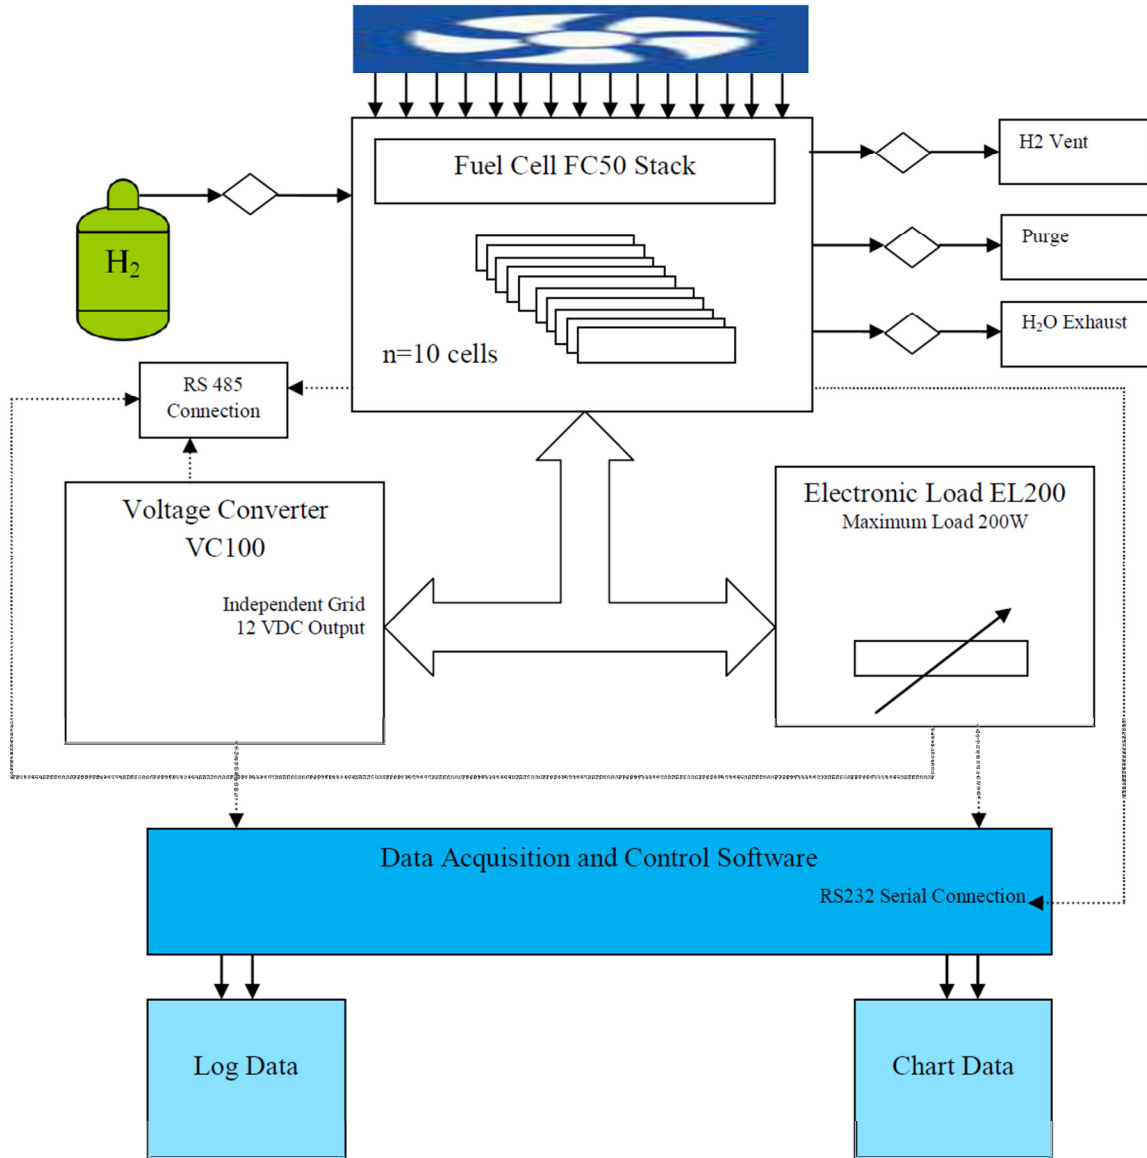 Fuel Cell FC50 Stack
H2 Vent
H₂
Purge
n=10 cells
H₂O Exhaust
RS 485
Connection
Voltage Converter
VC100
Independent Grid
12 VDC Output
Electronic Load EL200
Maximum Load 200W
Data Acquisition and Control Software
RS232 Serial Connection
Log Data
Chart Data